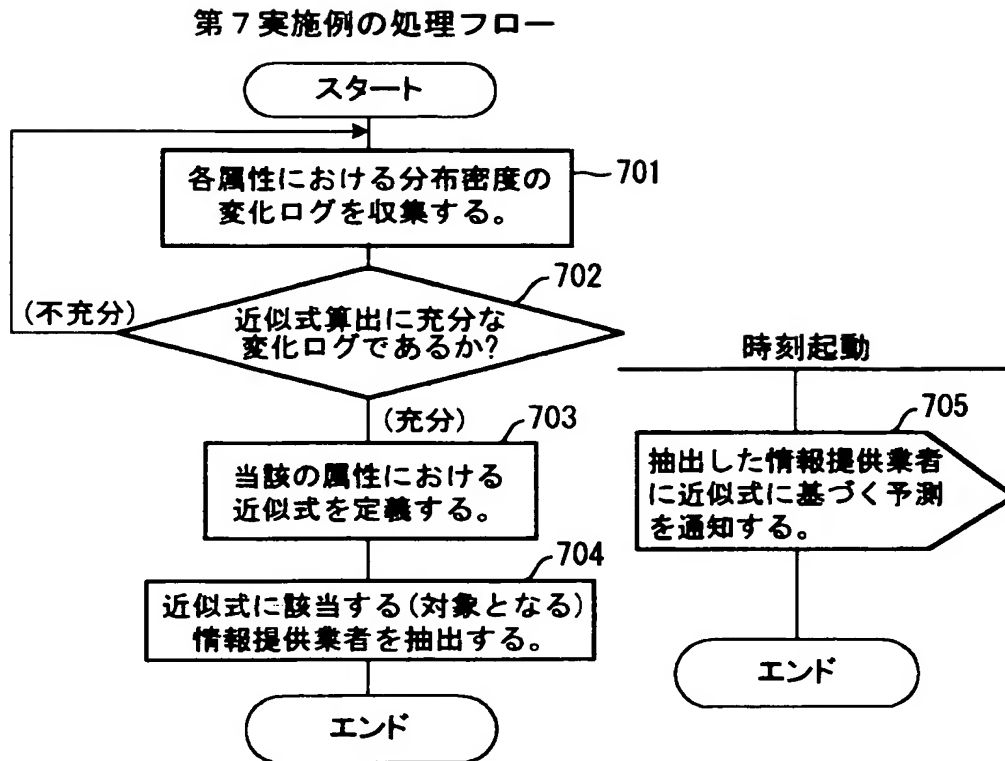 第7実施例の処理フロー
スタート
各属性における分布密度の
変化ログを収集する。
701
702
(不充分)
近似式算出に充分な
変化ログであるか?
(充分)
703
当該の属性における
近似式を定義する。
704
近似式に該当する(対象となる)
情報提供業者を抽出する。
エンド
時刻起動
705
抽出した情報提供業者
に近似式に基づく予測
を通知する。
エンド